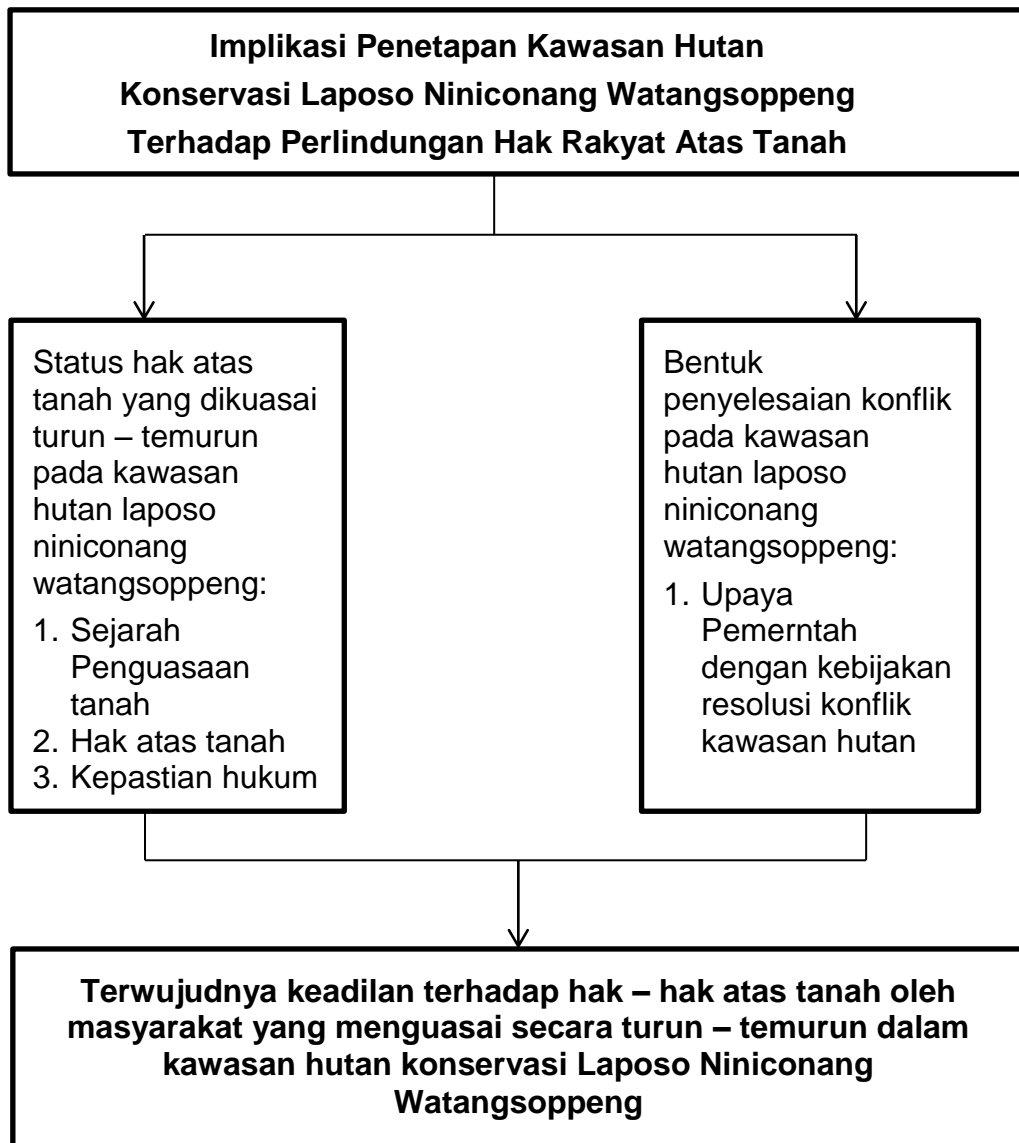 Implikasi Penetapan Kawasan Hutan
Konservasi Laposo Niniconang Watangsoppeng
Terhadap Perlindungan Hak Rakyat Atas Tanah
Status hak atas
tanah yang dikuasai
turun – temurun
pada kawasan
hutan laposo
niniconang
watangsoppeng:
1. Sejarah
Penguasaan
tanah
2. Hak atas tanah
3. Kepastian hukum
Bentuk
penyelesaian konflik
pada kawasan
hutan laposo
niniconang
watangsoppeng:
1. Upaya
Pemerntah
dengan kebijakan
resolusi konflik
kawasan hutan
Terwujudnya keadilan terhadap hak – hak atas tanah oleh
masyarakat yang menguasai secara turun – temurun dalam
kawasan hutan konservasi Laposo Niniconang
Watangsoppeng